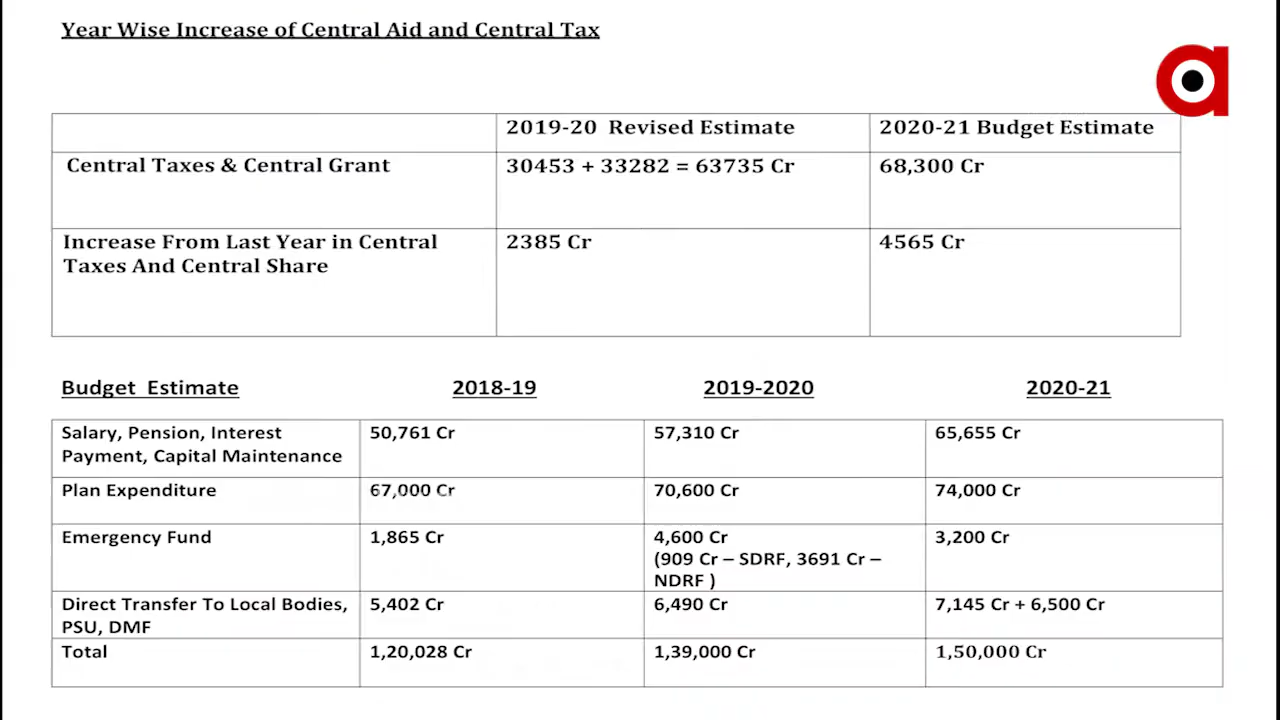 Year Wise Increase of Central Aid and Central Tax
a
2019-20 Revised Estimate
2020-21 Budget Estimate
Central Taxes & Central Grant
30453 + 33282 = 63735 Cr
68,300 Cr
Increase From Last Year in Central
Taxes And Central Share
2385 Cr
4565 Cr
Budget Estimate
2018-19
2019-2020
2020-21
Salary, Pension, Interest
Payment, Capital Maintenance
50,761 Cr
57,310 Cr
65,655 Cr
Plan Expenditure
67,000 Cr
70,600 Cr
74,000 Cr
Emergency Fund
1,865 Cr
4,600 Cr
(909 Cr – SDRF, 3691 Cr –
NDRF )
3,200 Cr
Direct Transfer To Local Bodies,
PSU, DMF
5,402 Cr
6,490 Cr
7,145 Cr + 6,500 Cr
Total
1,20,028 Cr
1,39,000 Cr
1,50,000 Cr